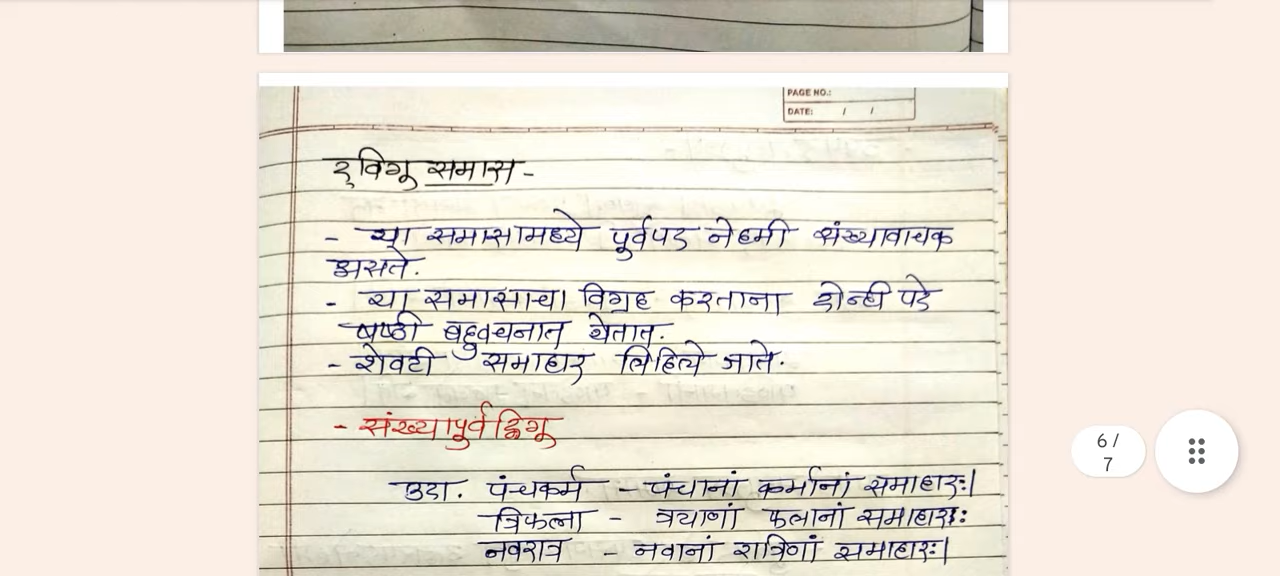 PAGE NO.:
DATE: / /
द्विगू समास -
- या समासामध्ये पूर्वपद नेहमी संख्यावाचक
असते.
- या समासाचा विग्रह करताना दोन्ही पदे
षष्ठी बहुवचनात येतात.
- शेवटी समाहार लिहिले जाते.
- संख्यापूर्व द्विगू
उदा. पंचकर्म - पंचानां कर्मानां समाहारः।
त्रिफला - त्रयाणां फलानां समाहारः
नवरात्र - नवानां रात्रिणां समाहारः।
6 /
7